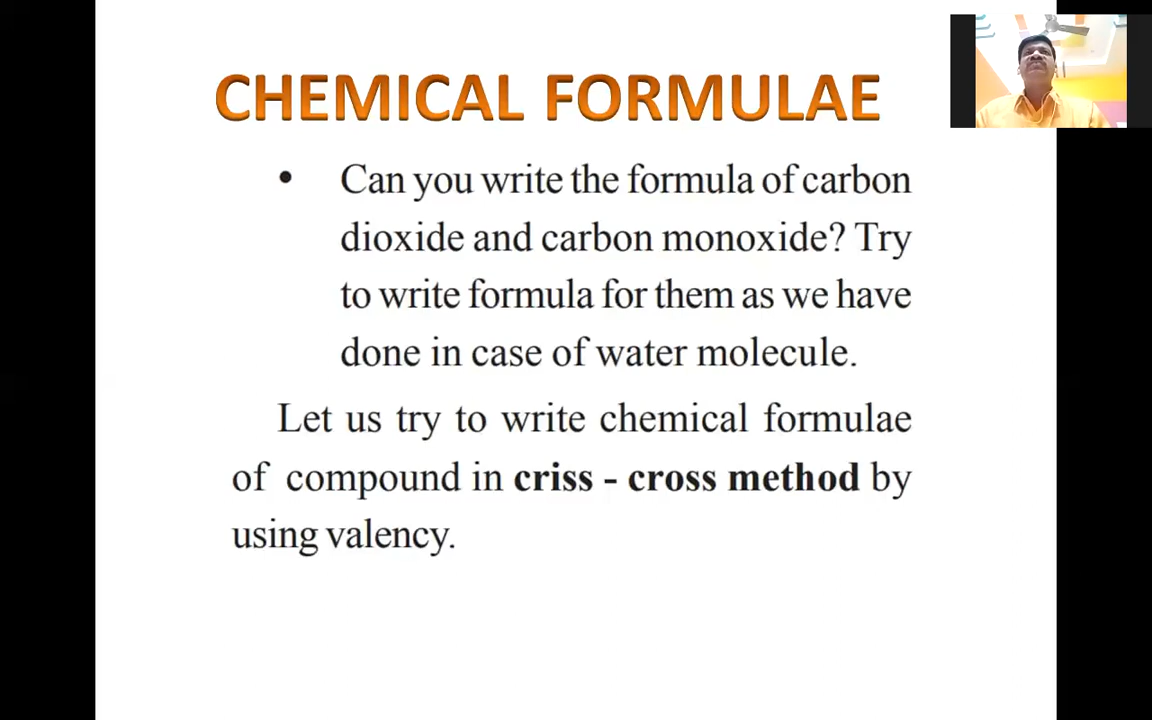 CHEMICAL FORMULAE
• Can you write the formula of carbon
dioxide and carbon monoxide? Try
to write formula for them as we have
done in case of water molecule.
Let us try to write chemical formulae
of compound in criss - cross method by
using valency.